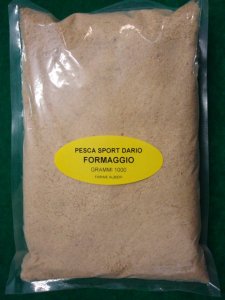 PESCA SPORT DARIO
FORMAGGIO
GRAMMI 1000